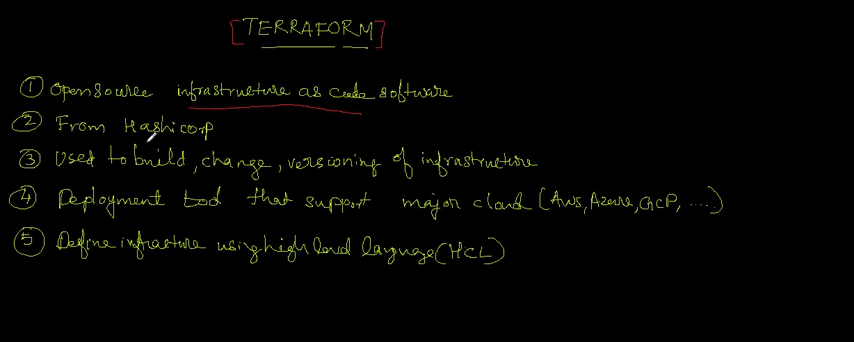 [TERRAFORM]
① Opensource infrastructure as code software
② From Hashicorp
③ Used to build, change, versioning of infrastructure
④ Deployment tool that support major cloud (AWS, Azure, GCP, ....)
⑤ Define infrasture using high level language (HCL)